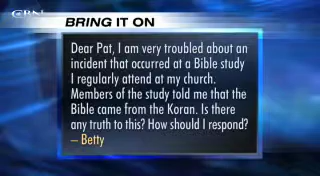 CBN
BRING IT ON
Dear Pat, I am very troubled about an
incident that occurred at a Bible study
I regularly attend at my church.
Members of the study told me that the
Bible came from the Koran. Is there
any truth to this? How should I respond?
– Betty